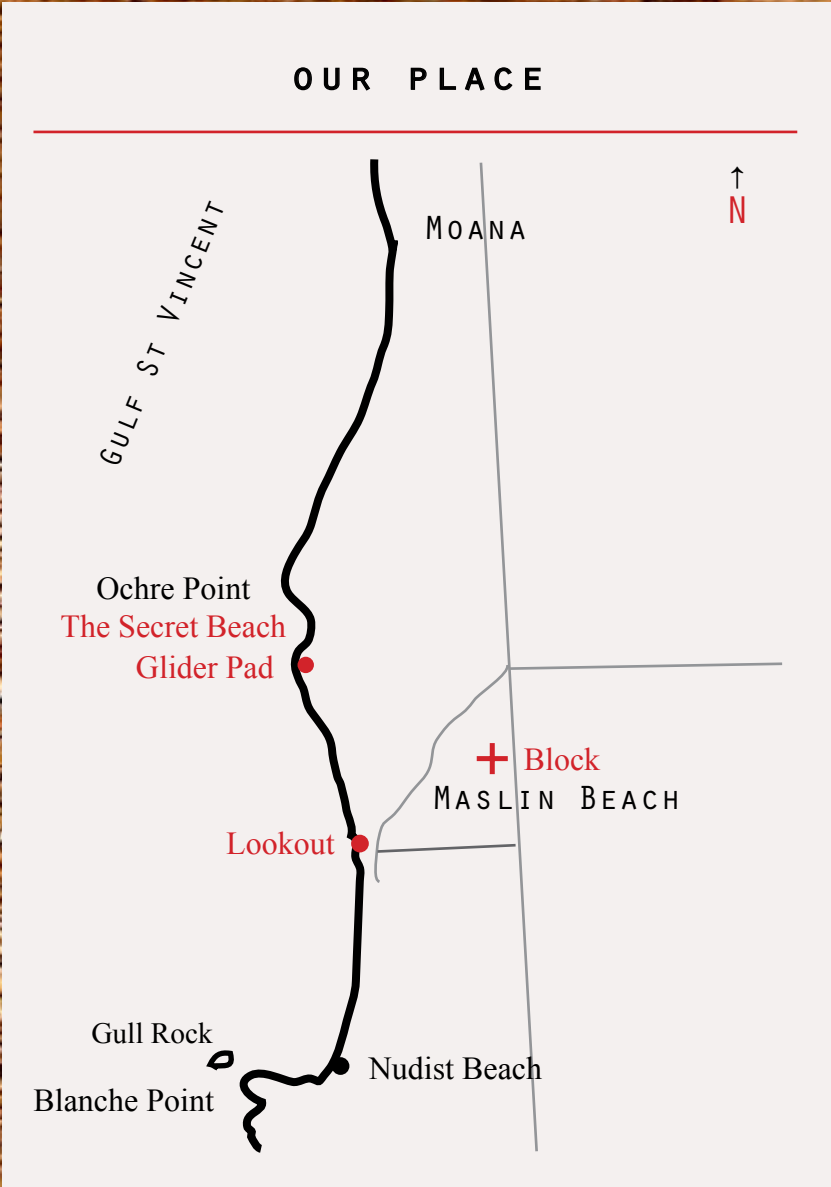 OUR PLACE
↑
N
MOANA
GULF ST VINCENT
Ochre Point
The Secret Beach
Glider Pad
Block
MASLIN BEACH
Lookout
Gull Rock
Nudist Beach
Blanche Point